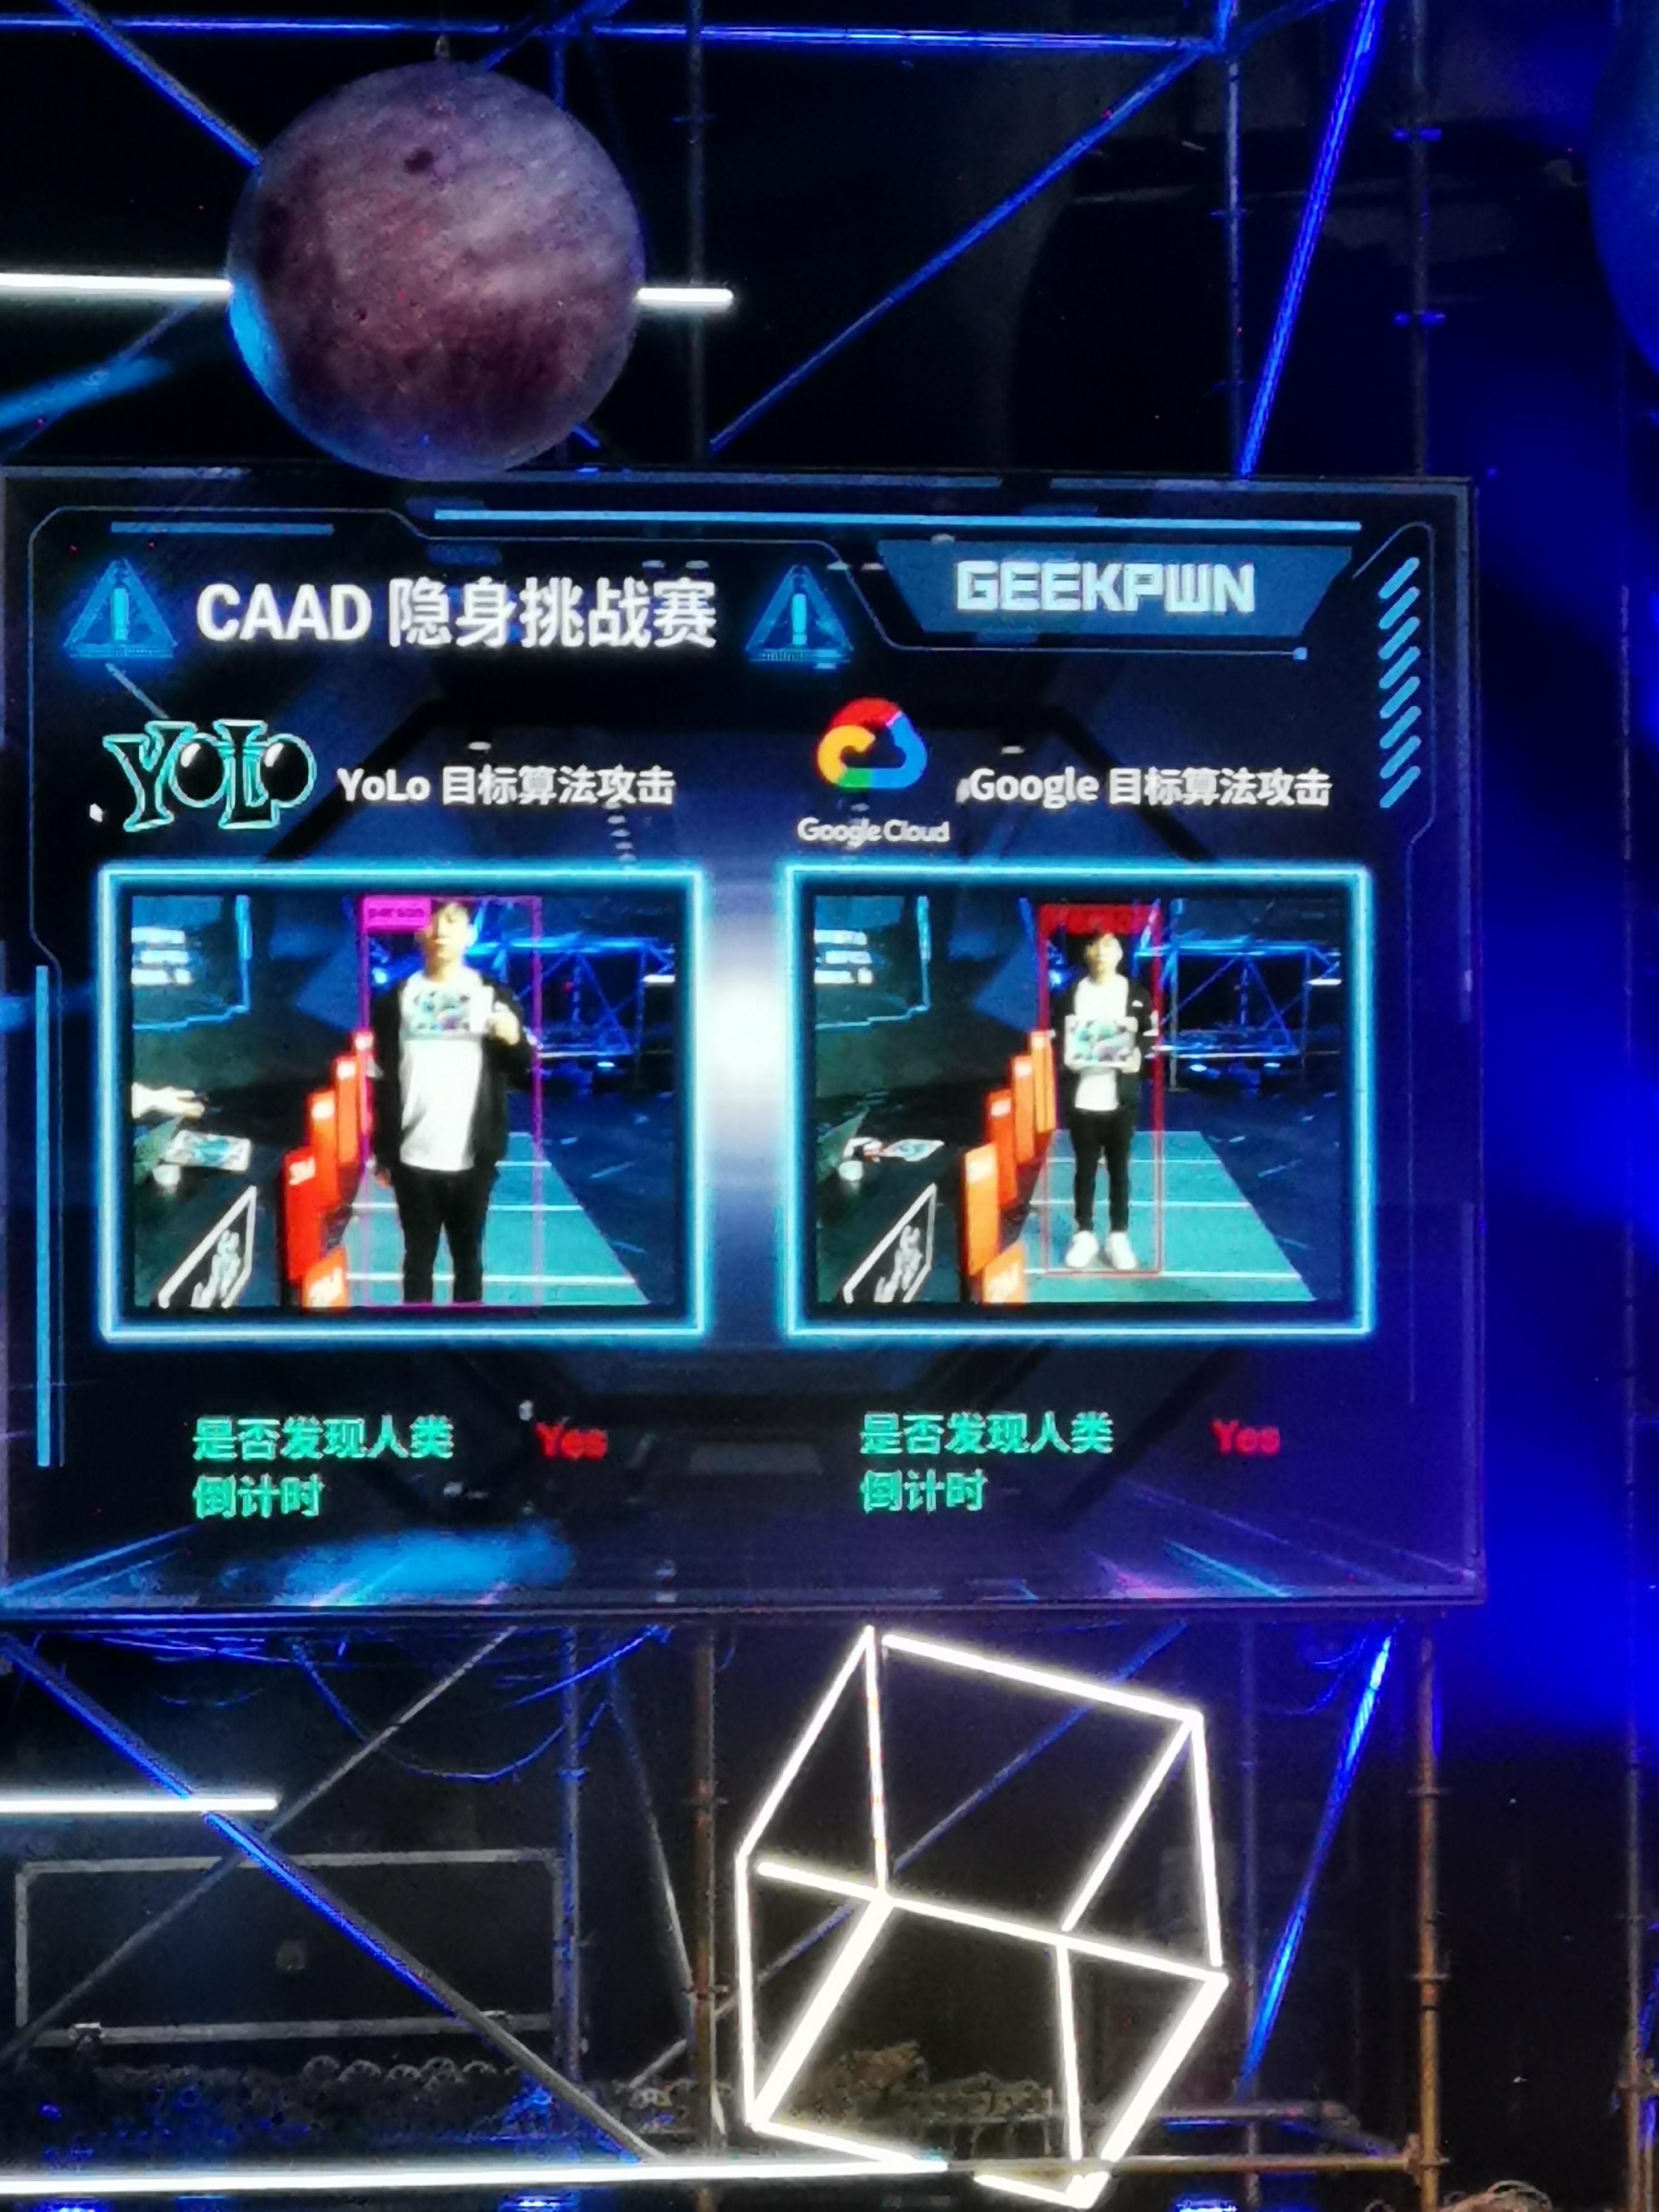 CAAD 隐身挑战赛
GEEKPWN
YOLO
YoLo 目标算法攻击
Google Cloud
Google 目标算法攻击
person
是否发现人类 Yes
倒计时
是否发现人类 Yes
倒计时